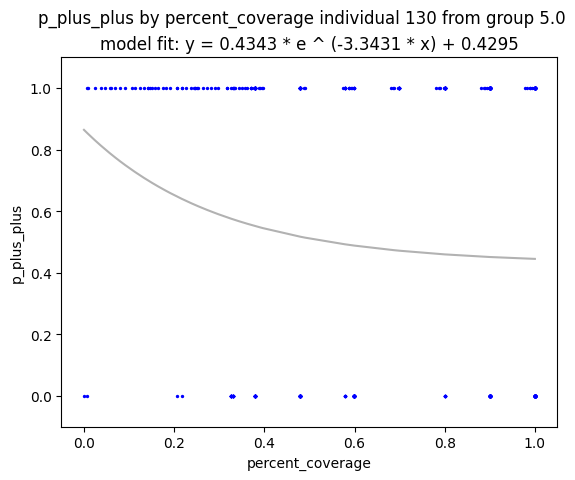 p_plus_plus by percent_coverage individual 130 from group 5.0
model fit: y = 0.4343 * e ^ (-3.3431 * x) + 0.4295
1.0
0.8
0.6
0.4
0.2
0.0
p_plus_plus
0.0 0.2 0.4 0.6 0.8 1.0
percent_coverage